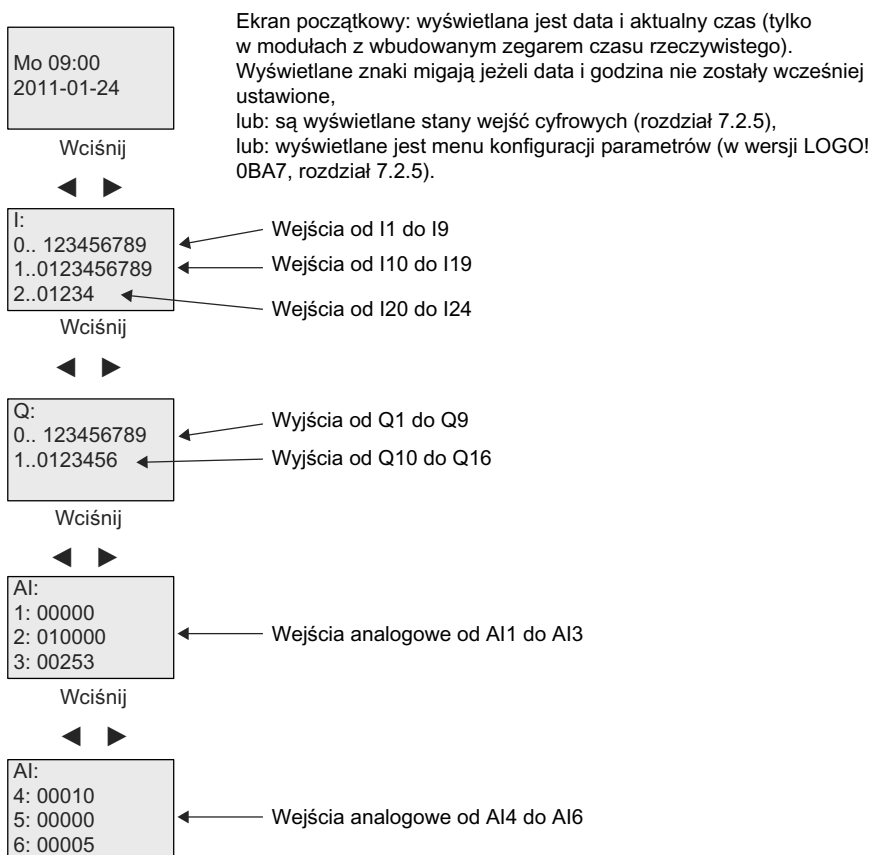 Ekran początkowy: wyświetlana jest data i aktualny czas (tylko
w modułach z wbudowanym zegarem czasu rzeczywistego).
Wyświetlane znaki migają jeżeli data i godzina nie zostały wcześniej
ustawione,
lub: są wyświetlane stany wejść cyfrowych (rozdział 7.2.5),
lub: wyświetlane jest menu konfiguracji parametrów (w wersji LOGO!
0BA7, rozdział 7.2.5).
Mo 09:00
2011-01-24
Wciśnij
I:
0.. 123456789
1..0123456789
2..01234
Wejścia od I1 do I9
Wejścia od I10 do I19
Wejścia od I20 do I24
Wciśnij
Q:
0.. 123456789
1..0123456
Wyjścia od Q1 do Q9
Wyjścia od Q10 do Q16
Wciśnij
AI:
1: 00000
2: 010000
3: 00253
Wejścia analogowe od AI1 do AI3
Wciśnij
AI:
4: 00010
5: 00000
6: 00005
Wejścia analogowe od AI4 do AI6